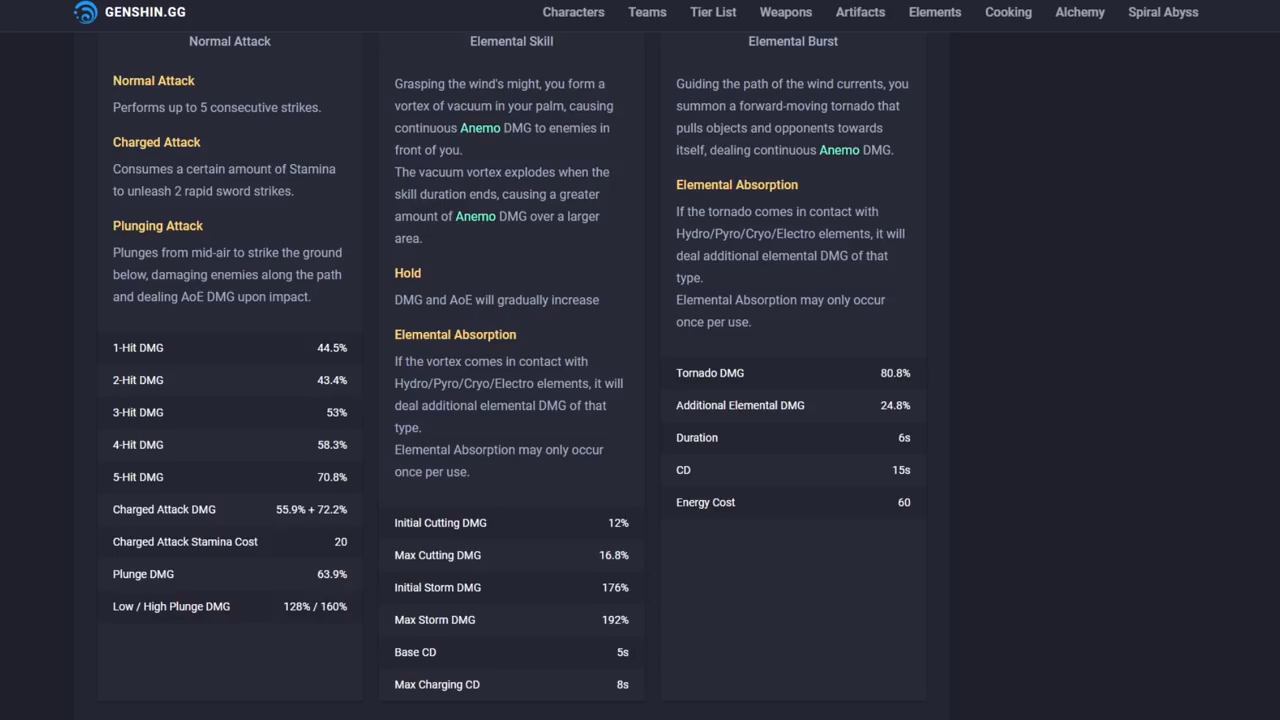 GENSHIN.GG
Characters
Teams
Tier List
Weapons
Artifacts
Elements
Cooking
Alchemy
Spiral Abyss
Normal Attack
Normal Attack
Performs up to 5 consecutive strikes.
Charged Attack
Consumes a certain amount of Stamina
to unleash 2 rapid sword strikes.
Plunging Attack
Plunges from mid-air to strike the ground
below, damaging enemies along the path
and dealing AoE DMG upon impact.
1-Hit DMG 44.5%
2-Hit DMG 43.4%
3-Hit DMG 53%
4-Hit DMG 58.3%
5-Hit DMG 70.8%
Charged Attack DMG 55.9% + 72.2%
Charged Attack Stamina Cost 20
Plunge DMG 63.9%
Low / High Plunge DMG 128% / 160%
Elemental Skill
Grasping the wind's might, you form a
vortex of vacuum in your palm, causing
continuous Anemo DMG to enemies in
front of you.
The vacuum vortex explodes when the
skill duration ends, causing a greater
amount of Anemo DMG over a larger
area.
Hold
DMG and AoE will gradually increase
Elemental Absorption
If the vortex comes in contact with
Hydro/Pyro/Cryo/Electro elements, it will
deal additional elemental DMG of that
type.
Elemental Absorption may only occur
once per use.
Initial Cutting DMG 12%
Max Cutting DMG 16.8%
Initial Storm DMG 176%
Max Storm DMG 192%
Base CD 5s
Max Charging CD 8s
Elemental Burst
Guiding the path of the wind currents, you
summon a forward-moving tornado that
pulls objects and opponents towards
itself, dealing continuous Anemo DMG.
Elemental Absorption
If the tornado comes in contact with
Hydro/Pyro/Cryo/Electro elements, it will
deal additional elemental DMG of that
type.
Elemental Absorption may only occur
once per use.
Tornado DMG 80.8%
Additional Elemental DMG 24.8%
Duration 6s
CD 15s
Energy Cost 60